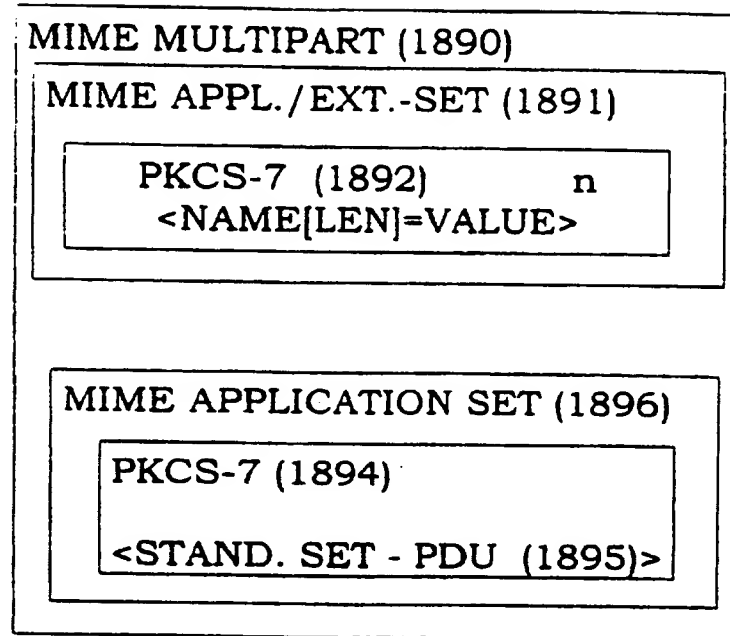 MIME MULTIPART (1890)
MIME APPL./EXT.-SET (1891)
PKCS-7 (1892) n
<NAME[LEN]=VALUE>
MIME APPLICATION SET (1896)
PKCS-7 (1894)
<STAND. SET - PDU (1895)>